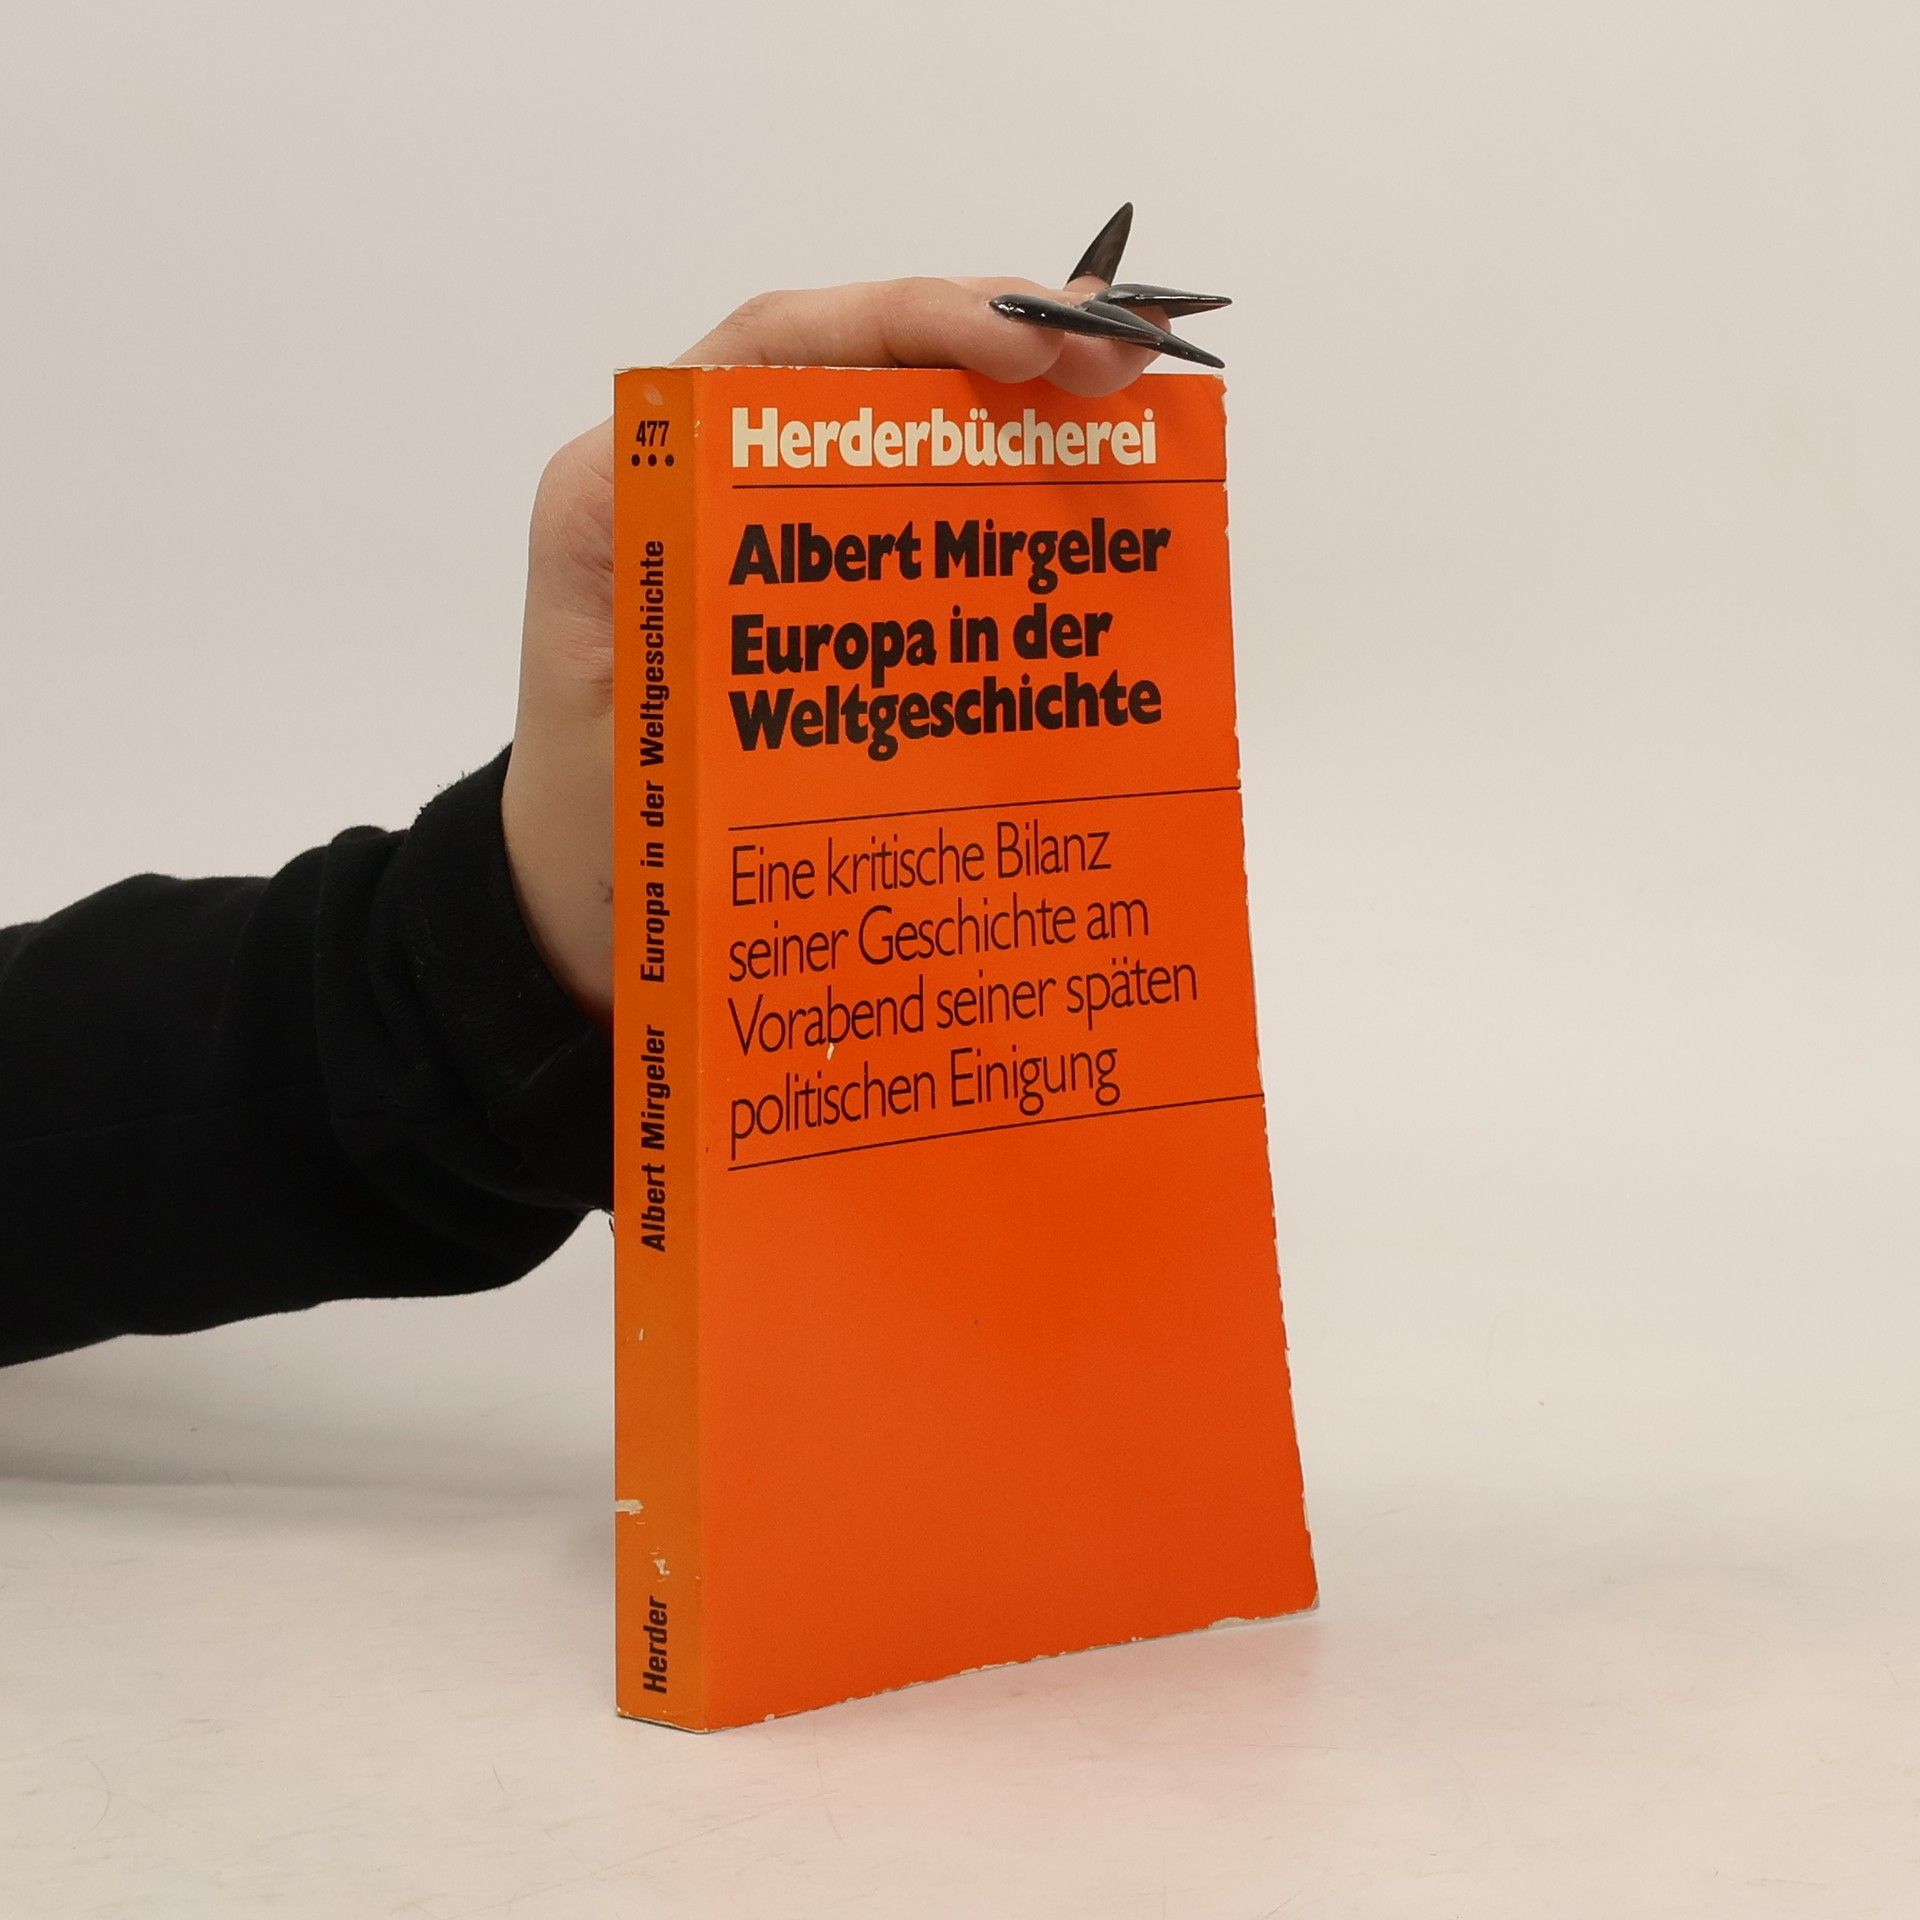 477
Albert Mirgeler Europa in der Weltgeschichte
Herder
Herderbücherei
Albert Mirgeler
Europa in der
Weltgeschichte
Eine kritische Bilanz
seiner Geschichte am
Vorabend seiner späten
politischen Einigung